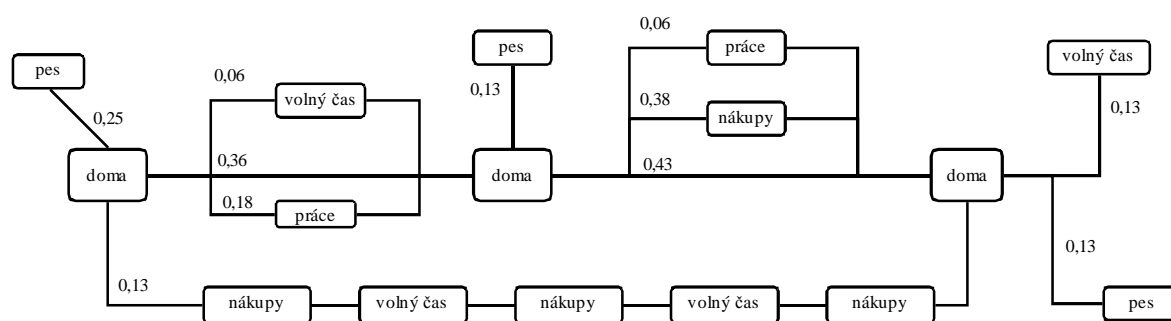 0,06
práce
pes
volný čas
pes
0,06
volný čas
0,13
0,38
nákupy
0,13
0,25
0,36
0,43
doma
doma
doma
0,18
práce
0,13
0,13
nákupy
volný čas
nákupy
volný čas
nákupy
pes